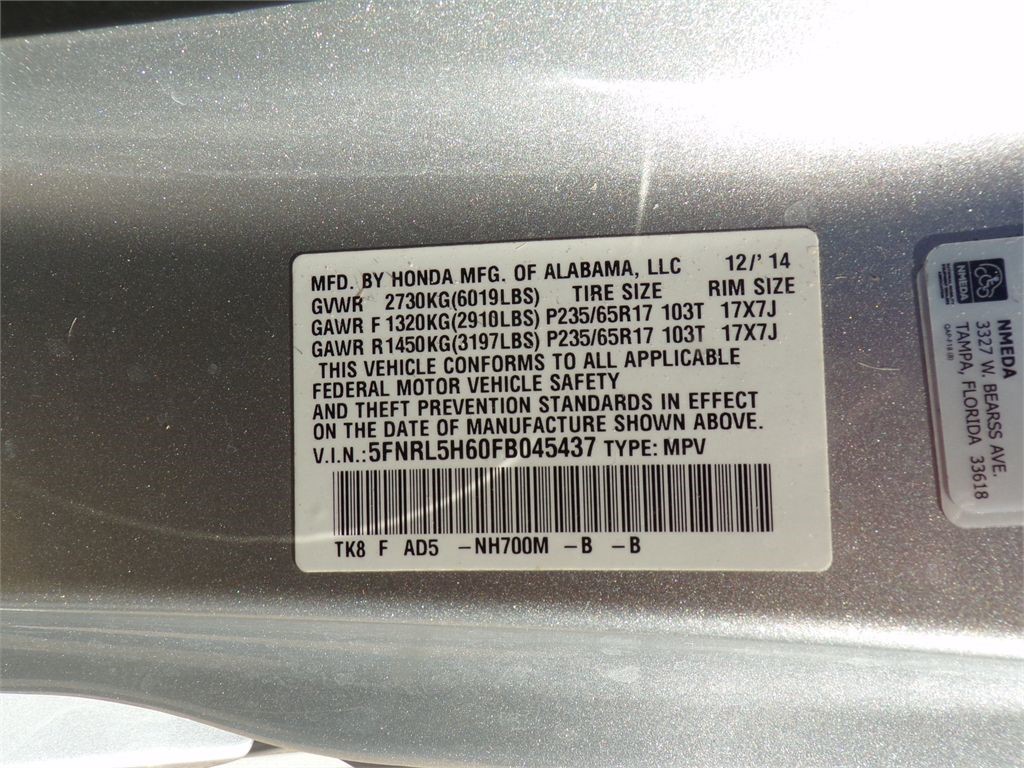 MFD. BY HONDA MFG. OF ALABAMA, LLC 12/' 14
GVWR 2730KG(6019LBS) TIRE SIZE RIM SIZE
GAWR F 1320KG(2910LBS) P235/65R17 103T 17X7J
GAWR R1450KG(3197LBS) P235/65R17 103T 17X7J
THIS VEHICLE CONFORMS TO ALL APPLICABLE
FEDERAL MOTOR VEHICLE SAFETY
AND THEFT PREVENTION STANDARDS IN EFFECT
ON THE DATE OF MANUFACTURE SHOWN ABOVE.
V.I.N.:5FNRL5H60FB045437 TYPE: MPV
TK8 F AD5 -NH700M -B -B
NMEDA
NMEDA
3327 W. BEARSS AVE.
TAMPA, FLORIDA 33618